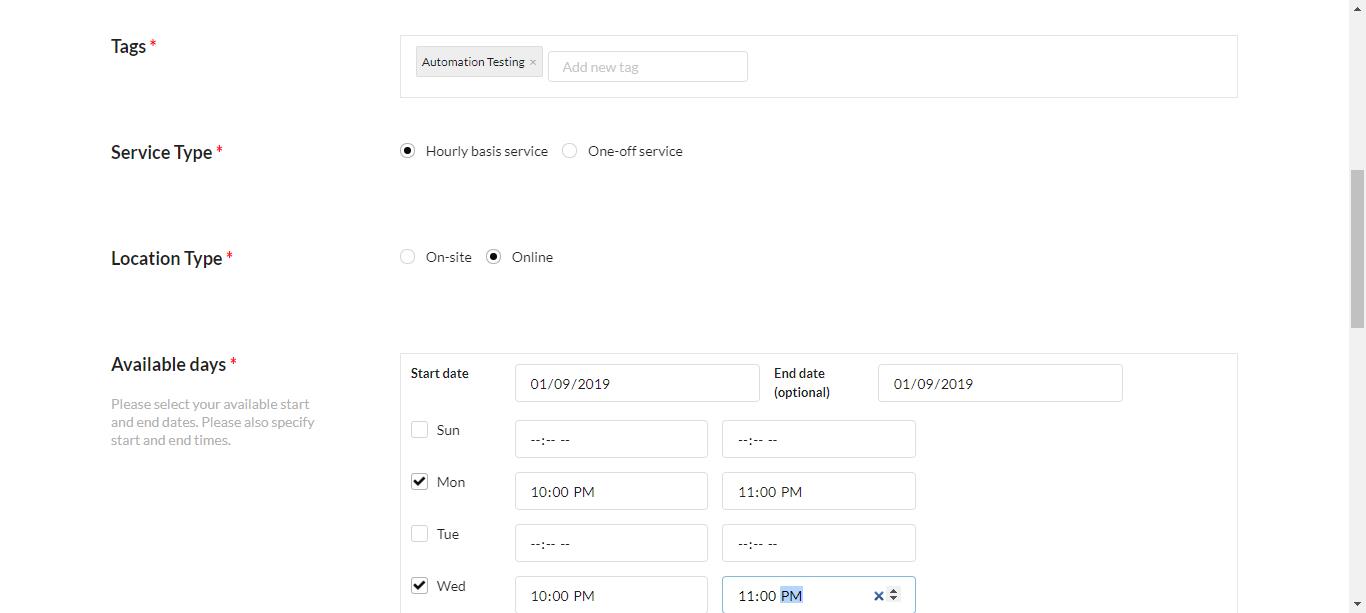 Tags *
Automation Testing ×
Add new tag
Service Type *
Hourly basis service
One-off service
Location Type *
On-site
Online
Available days *
Please select your available start
and end dates. Please also specify
start and end times.
Start date
01/09/2019
End date
(optional)
01/09/2019
Sun
--:-- --
--:-- --
Mon
10:00 PM
11:00 PM
Tue
--:-- --
--:-- --
Wed
10:00 PM
11:00 PM ×